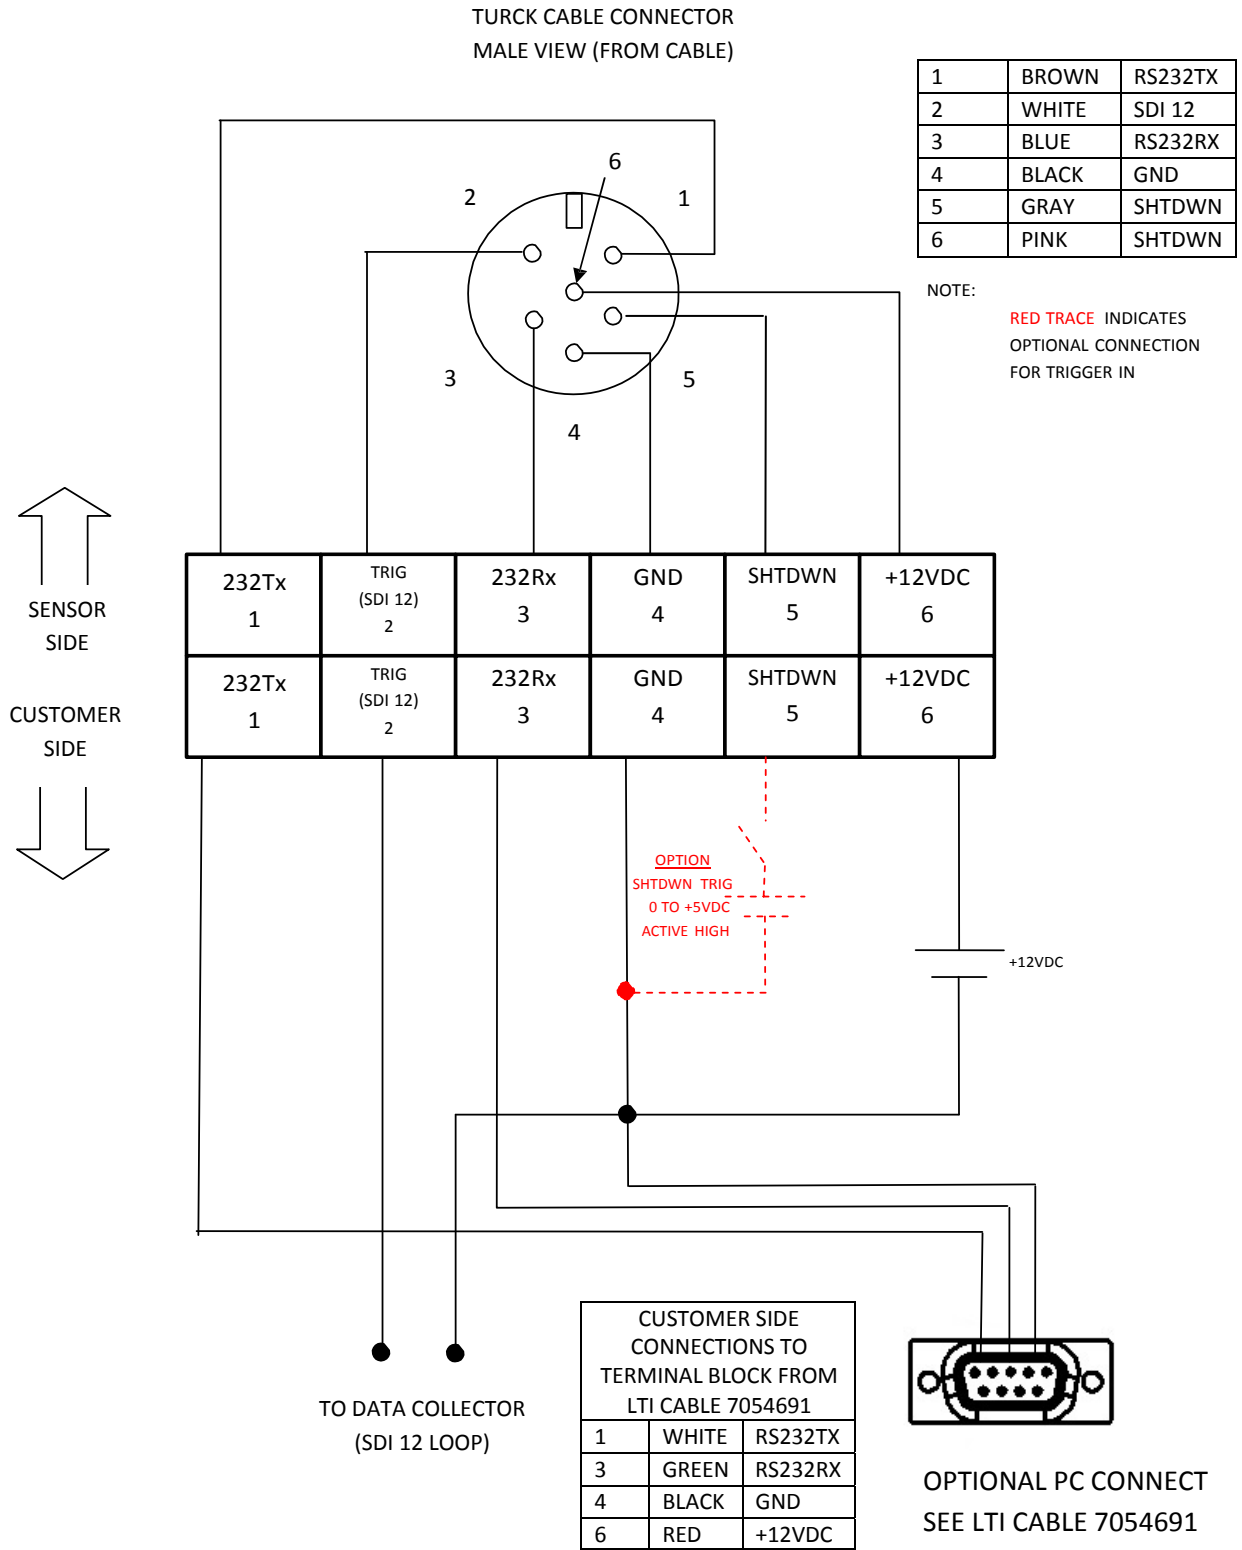 TURCK CABLE CONNECTOR
MALE VIEW (FROM CABLE)
1 BROWN RS232TX
2 WHITE SDI 12
3 BLUE RS232RX
4 BLACK GND
5 GRAY SHTDWN
6 PINK SHTDWN
NOTE:
RED TRACE INDICATES
OPTIONAL CONNECTION
FOR TRIGGER IN
6
2
1
3
5
4
SENSOR
SIDE
CUSTOMER
SIDE
232Tx
1
TRIG
(SDI 12)
2
232Rx
3
GND
4
SHTDWN
5
+12VDC
6
232Tx
1
TRIG
(SDI 12)
2
232Rx
3
GND
4
SHTDWN
5
+12VDC
6
OPTION
SHTDWN TRIG
0 TO +5VDC
ACTIVE HIGH
+12VDC
TO DATA COLLECTOR
(SDI 12 LOOP)
CUSTOMER SIDE
CONNECTIONS TO
TERMINAL BLOCK FROM
LTI CABLE 7054691
1 WHITE RS232TX
3 GREEN RS232RX
4 BLACK GND
6 RED +12VDC
OPTIONAL PC CONNECT
SEE LTI CABLE 7054691